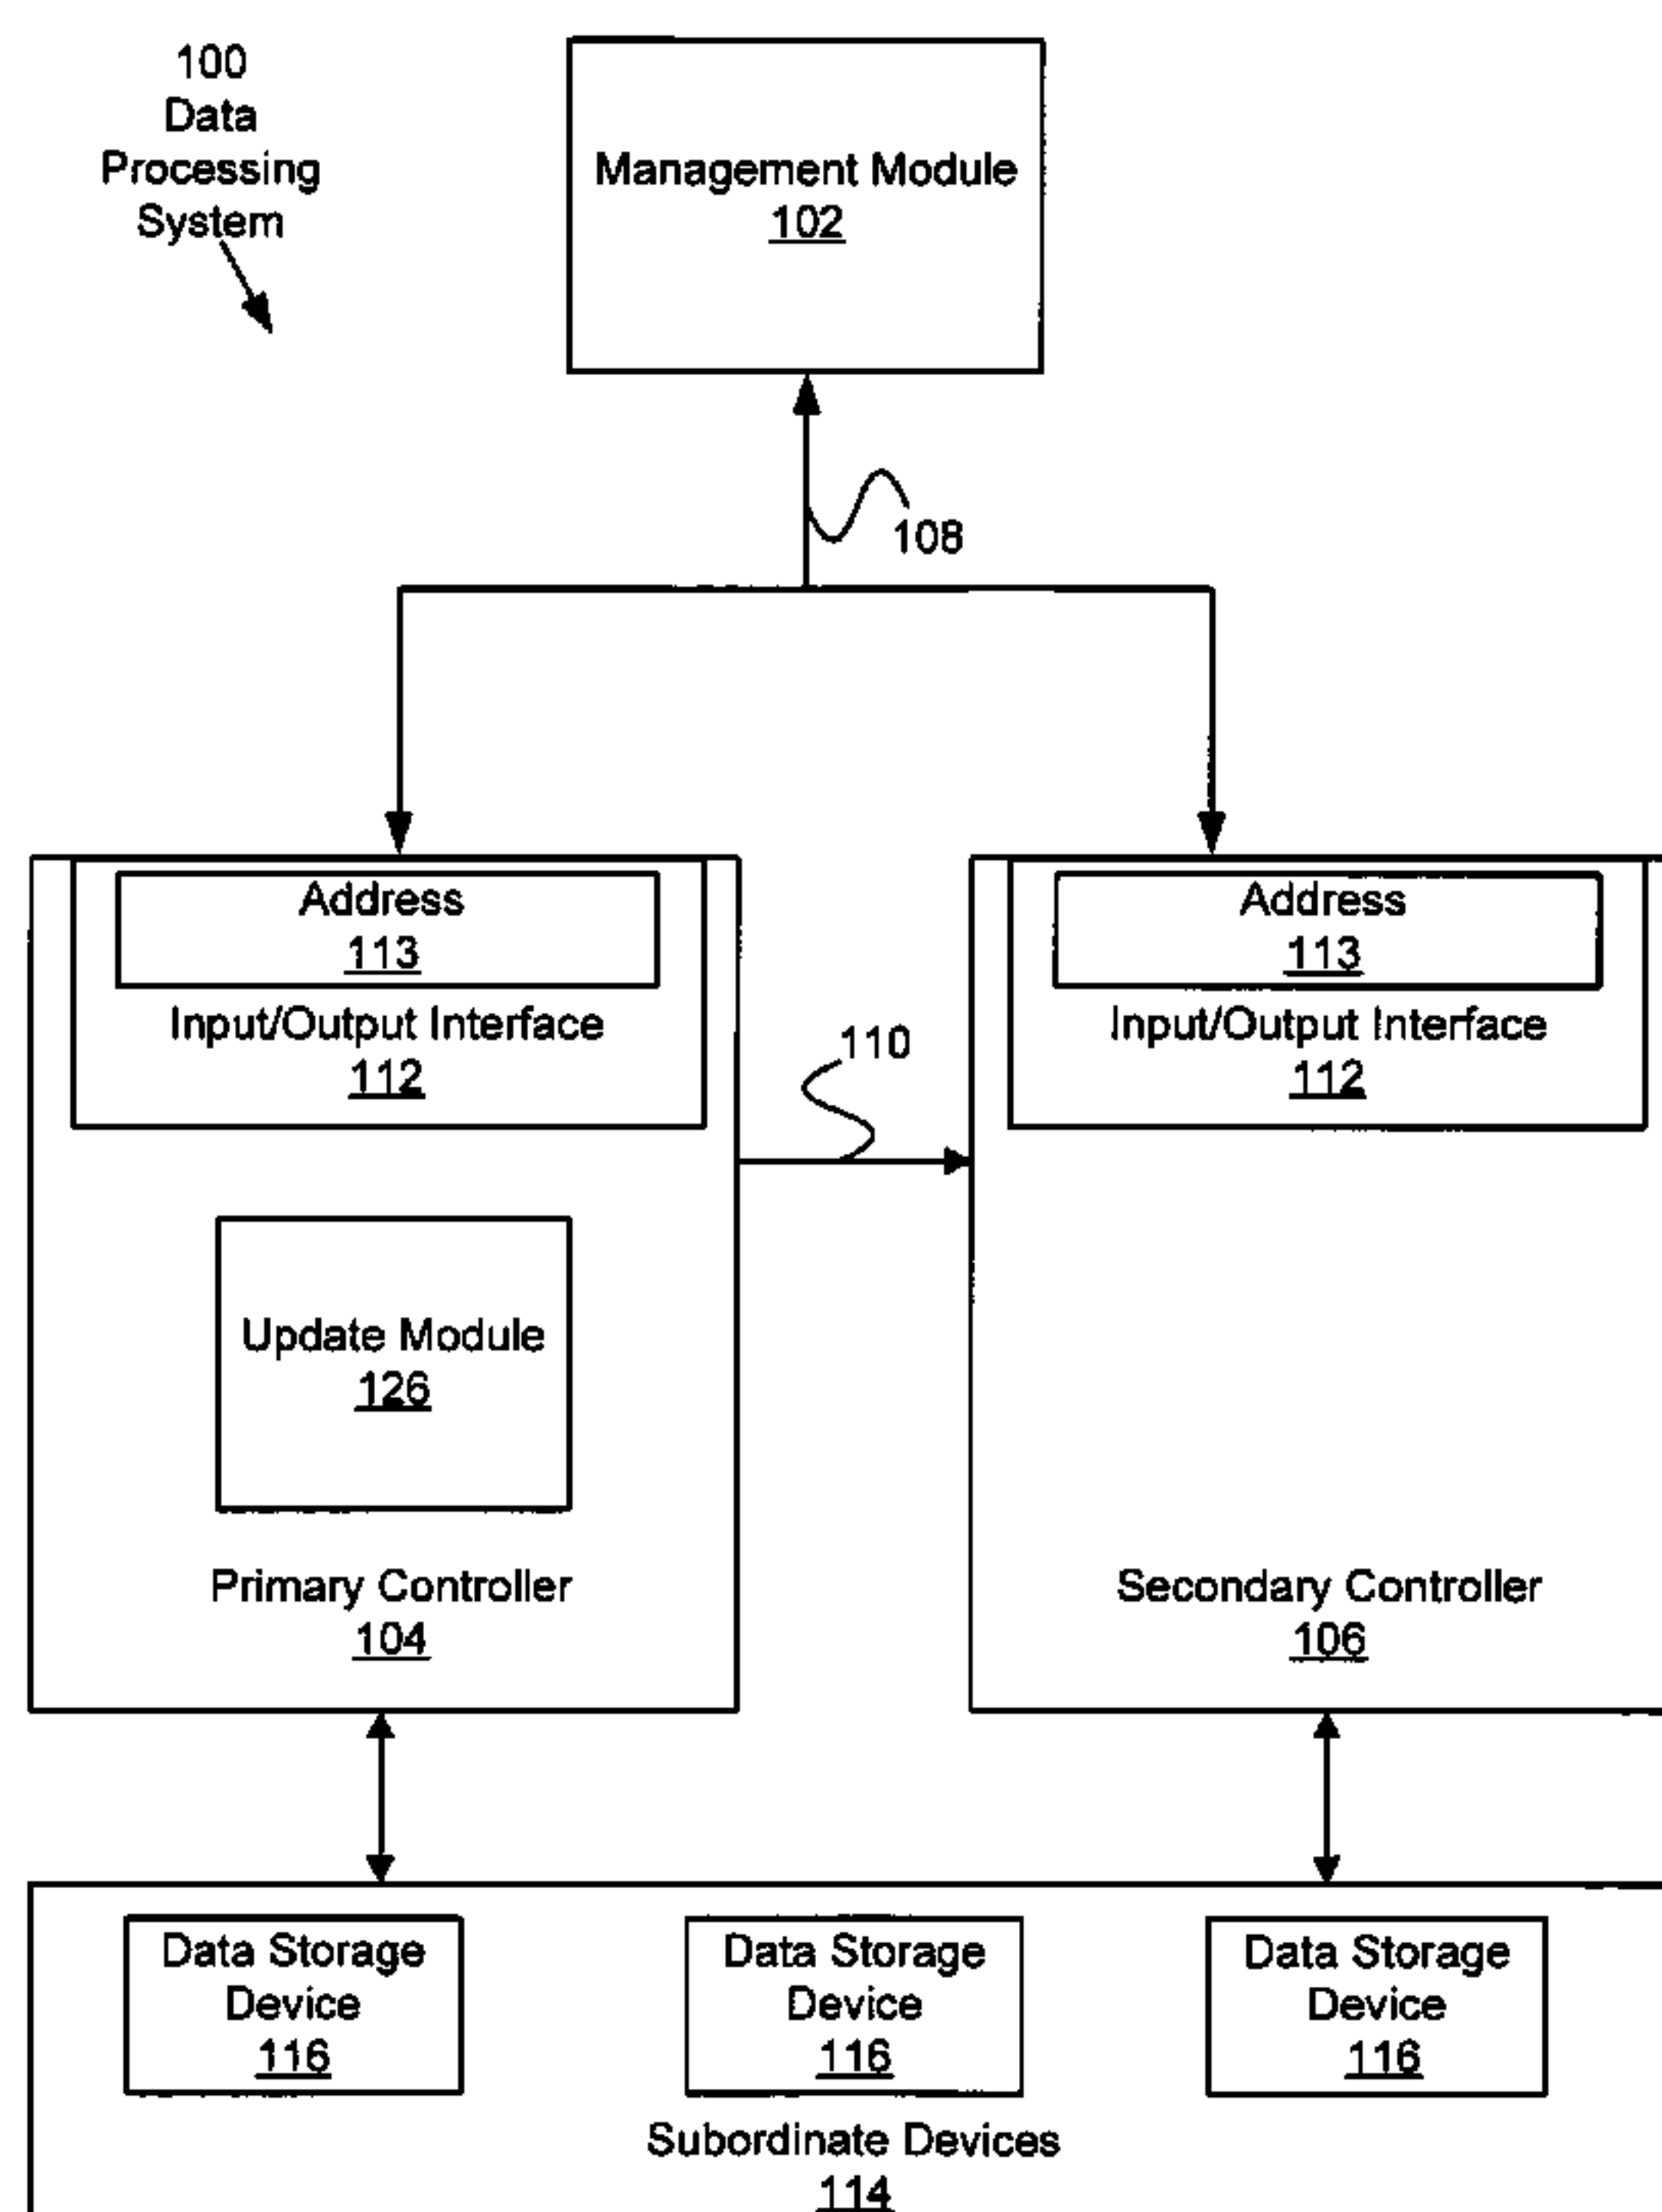 100
Data
Processing
System
Management Module
102
108
Address
113
Input/Output Interface
112
Address
113
Input/Output Interface
112
110
Update Module
126
Primary Controller
104
Secondary Controller
106
Data Storage
Device
116
Data Storage
Device
116
Data Storage
Device
116
Subordinate Devices
114